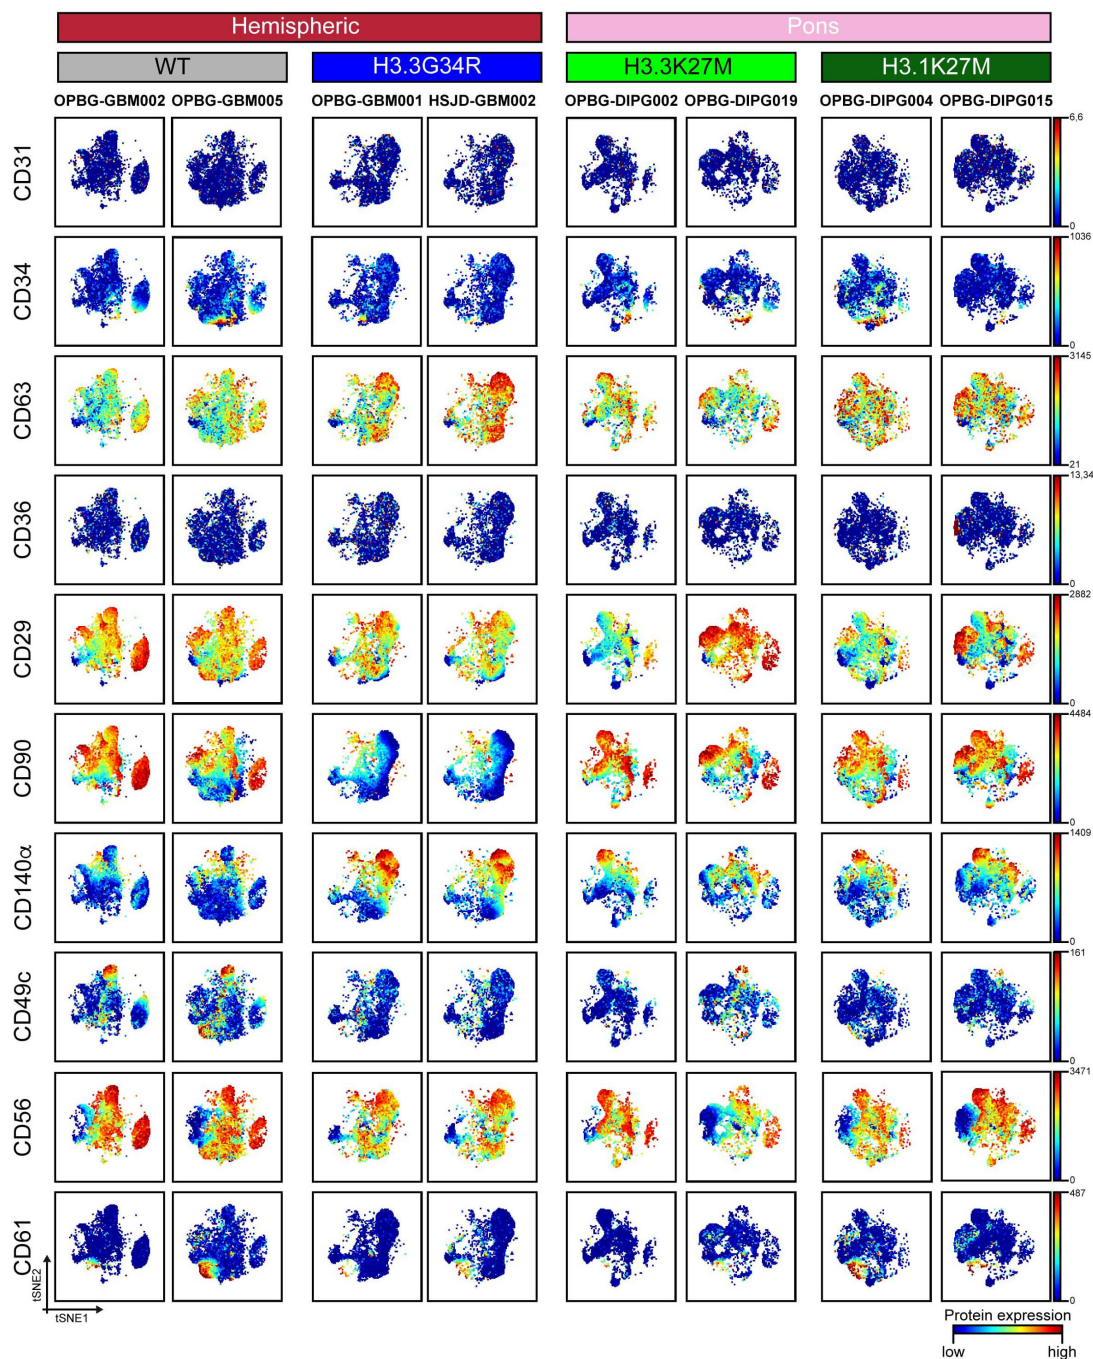 Hemispheric Pons
WT H3.3G34R H3.3K27M H3.1K27M
OPBG-GBM002 OPBG-GBM005 OPBG-GBM001 HSJD-GBM002 OPBG-DIPG002 OPBG-DIPG019 OPBG-DIPG004 OPBG-DIPG015
CD31
6,6
0
CD34
1036
0
CD63
3145
21
CD36
13,34
0
CD29
2882
0
CD90
4484
0
CD140α
1409
0
CD49c
161
0
CD56
3471
0
CD61
487
0
tSNE2
tSNE1
Protein expression
low high